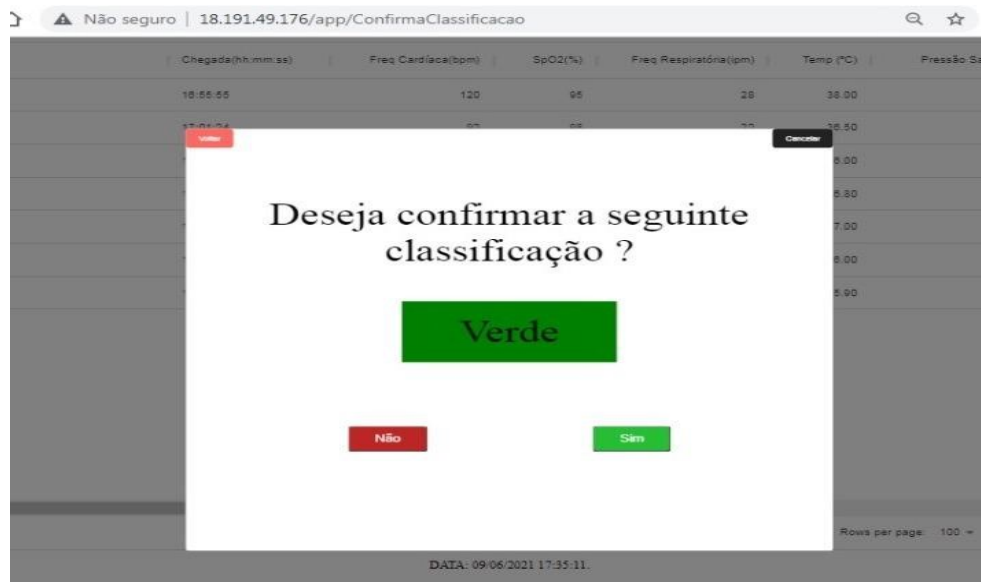 Não seguro | 18.191.49.176/app/ConfirmaClassificacao
Chegada(hh:mm:ss) Freq Cardíaca(bpm) SpO2(%) Freq Respiratória(ipm) Temp (ºC) Pressão Sa
16:55:55 120 95 28 38.00
Voltar
Cancelar
Deseja confirmar a seguinte
classificação ?
Verde
Não Sim
Rows per page: 100
DATA: 09/06/2021 17:35:11.